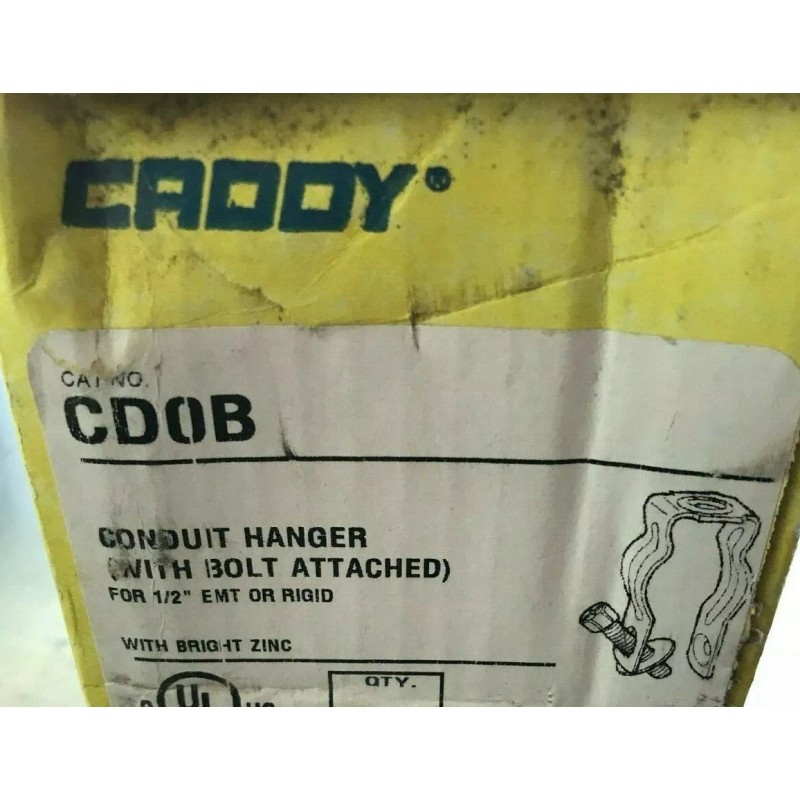 CADDY®
CAT NO.
CD0B
CONDUIT HANGER
(WITH BOLT ATTACHED)
FOR 1/2" EMT OR RIGID
WITH BRIGHT ZINC
UL
QTY.